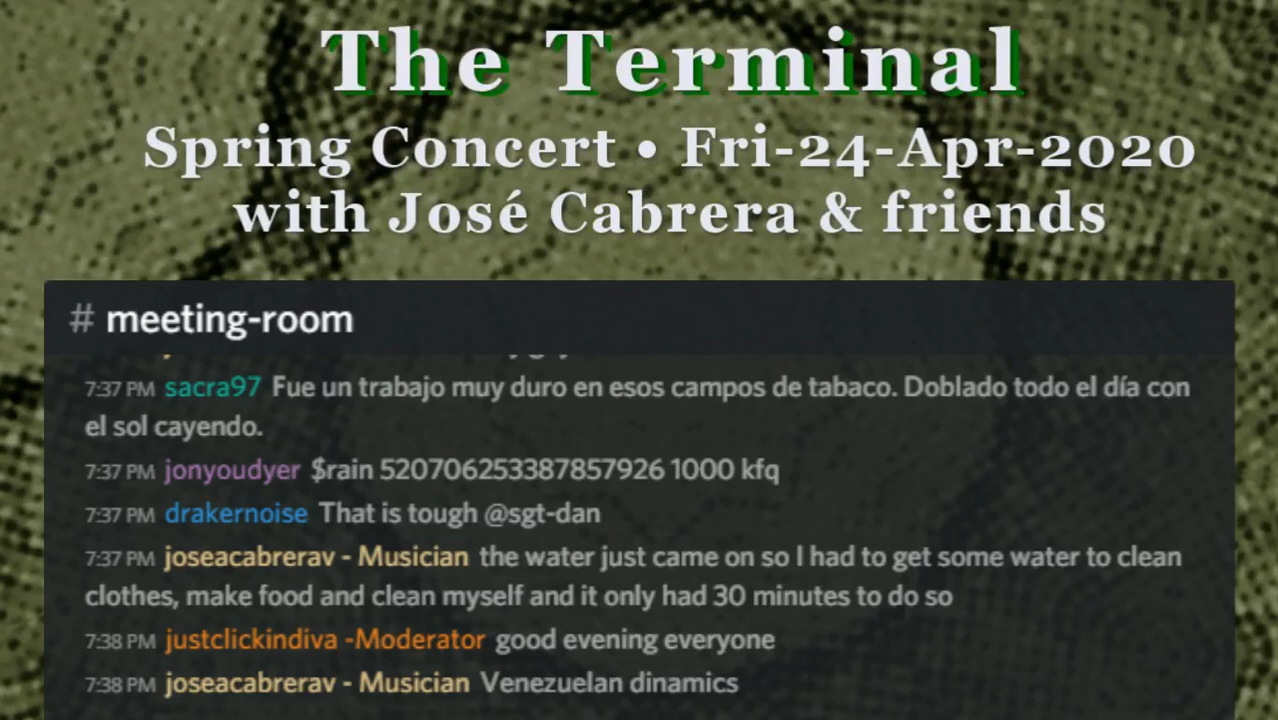 The Terminal
Spring Concert • Fri-24-Apr-2020
with José Cabrera & friends
# meeting-room
7:37 PM sacra97 Fue un trabajo muy duro en esos campos de tabaco. Doblado todo el día con
el sol cayendo.
7:37 PM jonyoudyer $rain 520706253387857926 1000 kfq
7:37 PM drakernoise That is tough @sgt-dan
7:37 PM joseacabrerav - Musician the water just came on so I had to get some water to clean
clothes, make food and clean myself and it only had 30 minutes to do so
7:38 PM justclickindiva -Moderator good evening everyone
7:38 PM joseacabrerav - Musician Venezuelan dinamics